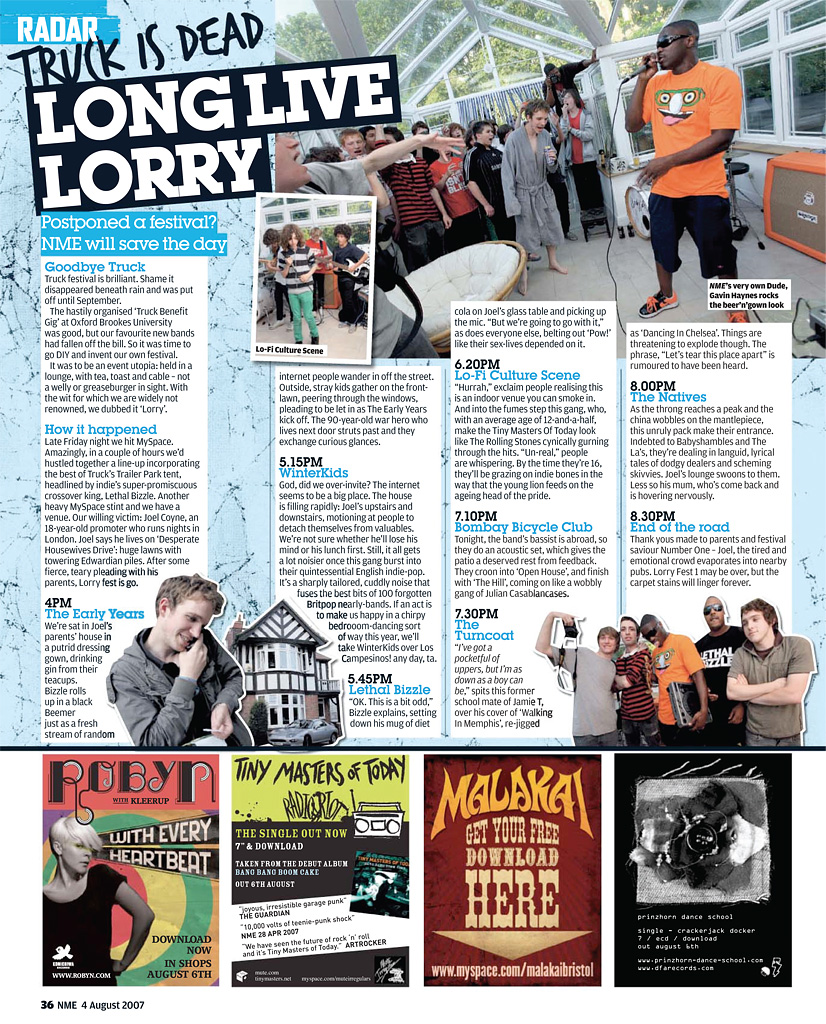 RADAR
TRUCK IS DEAD
LONG LIVE
LORRY
Postponed a festival?
NME will save the day
Goodbye Truck
Truck festival is brilliant. Shame it
disappeared beneath rain and was put
off until September.
The hastily organised ‘Truck Benefit
Gig’ at Oxford Brookes University
was good, but our favourite new bands
had fallen off the bill. So it was time to
go DIY and invent our own festival.
It was to be an event utopia: held in a
lounge, with tea, toast and cable – not
a welly or greaseburger in sight. With
the wit for which we are widely not
renowned, we dubbed it ‘Lorry’.
How it happened
Late Friday night we hit MySpace.
Amazingly, in a couple of hours we’d
hustled together a line-up incorporating
the best of Truck’s Trailer Park tent,
headlined by indie’s super-promiscuous
crossover king, Lethal Bizzle. Another
heavy MySpace stint and we have a
venue. Our willing victim: Joel Coyne, an
18-year-old promoter who runs nights in
London. Joel says he lives on ‘Desperate
Housewives Drive’: huge lawns with
towering Edwardian piles. After some
fierce, teary pleading with his
parents, Lorry fest is go.
4PM
The Early Years
We’re sat in Joel’s
parents’ house in
a putrid dressing
gown, drinking
gin from their
teacups.
Bizzle rolls
up in a black
Beemer
just as a fresh
stream of random
Lo-Fi Culture Scene
internet people wander in off the street.
Outside, stray kids gather on the front-
lawn, peering through the windows,
pleading to be let in as The Early Years
kick off. The 90-year-old war hero who
lives next door struts past and they
exchange curious glances.
5.15PM
WinterKids
God, did we over-invite? The internet
seems to be a big place. The house
is filling rapidly: Joel’s upstairs and
downstairs, motioning at people to
detach themselves from valuables.
We’re not sure whether he’ll lose his
mind or his lunch first. Still, it all gets
a lot noisier once this gang burst into
their quintessential English indie-pop.
It’s a sharply tailored, cuddly noise that
fuses the best bits of 100 forgotten
Britpop nearly-bands. If an act is
to make us happy in a chirpy
bedrooom-dancing sort
of way this year, we’ll
take WinterKids over Los
Campesinos! any day, ta.
5.45PM
Lethal Bizzle
“OK. This is a bit odd,”
Bizzle explains, setting
down his mug of diet
cola on Joel’s glass table and picking up
the mic. “But we’re going to go with it,”
as does everyone else, belting out ‘Pow!’
like their sex-lives depended on it.
6.20PM
Lo-Fi Culture Scene
“Hurrah,” exclaim people realising this
is an indoor venue you can smoke in.
And into the fumes step this gang, who,
with an average age of 12-and-a-half,
make the Tiny Masters Of Today look
like The Rolling Stones cynically gurning
through the hits. “Un-real,” people
are whispering. By the time they’re 16,
they’ll be grazing on indie bones in the
way that the young lion feeds on the
ageing head of the pride.
7.10PM
Bombay Bicycle Club
Tonight, the band’s bassist is abroad, so
they do an acoustic set, which gives the
patio a deserved rest from feedback.
They croon into ‘Open House’, and finish
with ‘The Hill’, coming on like a wobbly
gang of Julian Casablancases.
7.30PM
The
Turncoat
“I’ve got a
pocketful of
uppers, but I’m as
down as a boy can
be,” spits this former
school mate of Jamie T,
over his cover of ‘Walking
In Memphis’, re-jigged
NME’s very own Dude,
Gavin Haynes rocks
the beer’n’gown look
as ‘Dancing In Chelsea’. Things are
threatening to explode though. The
phrase, “Let’s tear this place apart” is
rumoured to have been heard.
8.00PM
The Natives
As the throng reaches a peak and the
china wobbles on the mantlepiece,
this unruly pack make their entrance.
Indebted to Babyshambles and The
La’s, they’re dealing in languid, lyrical
tales of dodgy dealers and scheming
skivvies. Joel’s lounge swoons to them.
Less so his mum, who’s come back and
is hovering nervously.
8.30PM
End of the road
Thank yous made to parents and festival
saviour Number One – Joel, the tired and
emotional crowd evaporates into nearby
pubs. Lorry Fest 1 may be over, but the
carpet stains will linger forever.
LETHAL
BIZZLE
ROBYN
WITH KLEERUP
WITH EVERY
HEARTBEAT
DOWNLOAD
NOW
IN SHOPS
AUGUST 6TH
KONICHIWA
RECORDS
WWW.ROBYN.COM
TINY MASTERS OF TODAY
RADIO RIOT
THE SINGLE OUT NOW
7" & DOWNLOAD
TAKEN FROM THE DEBUT ALBUM
BANG BANG BOOM CAKE
OUT 6TH AUGUST
TINY MASTERS OF TODAY
"joyous, irresistible garage punk"
THE GUARDIAN
"10,000 volts of teenie-punk shock"
NME 28 APR 2007
"We have seen the future of rock 'n' roll
and it's Tiny Masters of Today." ARTROCKER
mute.com
tinymasters.net myspace.com/muteirregulars
MALAKAI
GET YOUR FREE
DOWNLOAD
HERE
www.myspace.com/malakaibristol
prinzhorn dance school
single - crackerjack docker
7 / ecd / download
out august 6th
www.prinzhorn-dance-school.com
www.dfarecords.com
36 NME 4 August 2007